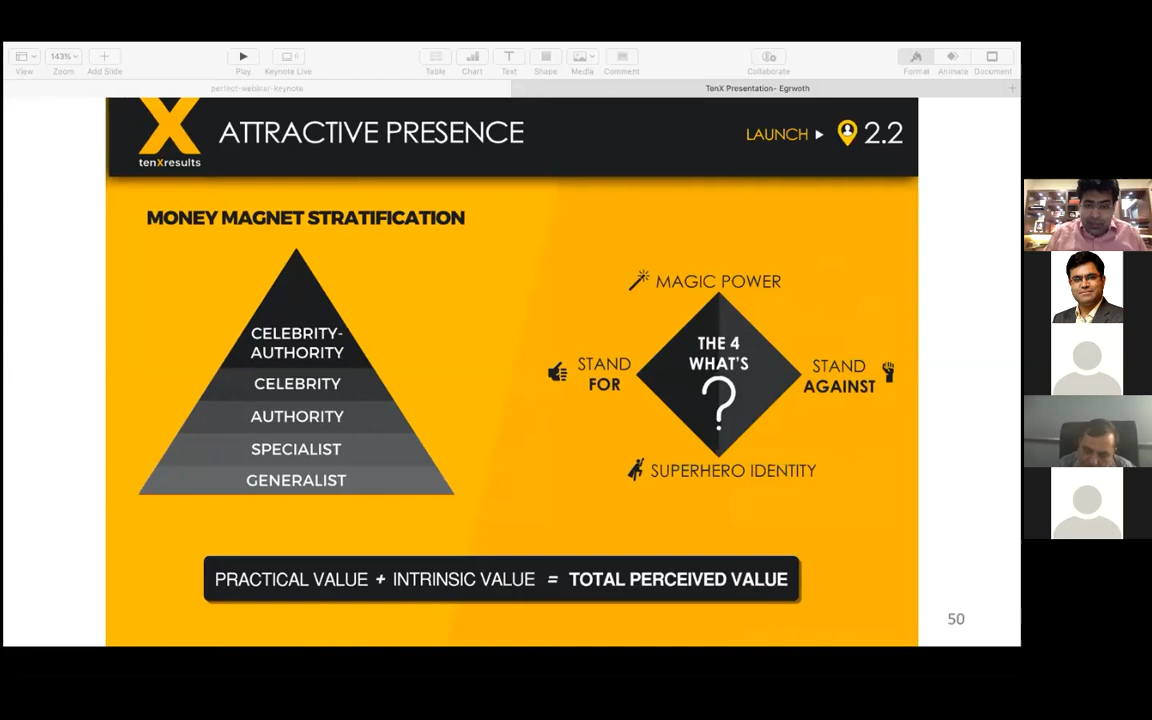 143%
View
Zoom
Add Slide
Play
Keynote Live
Table
Chart
Text
Shape
Media
Comment
Collaborate
Format
Animate
Document
perfect-webinar-keynote
TenX Presentation- Egrwoth
X
tenXresults
ATTRACTIVE PRESENCE
LAUNCH
2.2
MONEY MAGNET STRATIFICATION
CELEBRITY-
AUTHORITY
CELEBRITY
AUTHORITY
SPECIALIST
GENERALIST
MAGIC POWER
THE 4
WHAT'S
?
STAND
FOR
STAND
AGAINST
SUPERHERO IDENTITY
PRACTICAL VALUE + INTRINSIC VALUE = TOTAL PERCEIVED VALUE
50